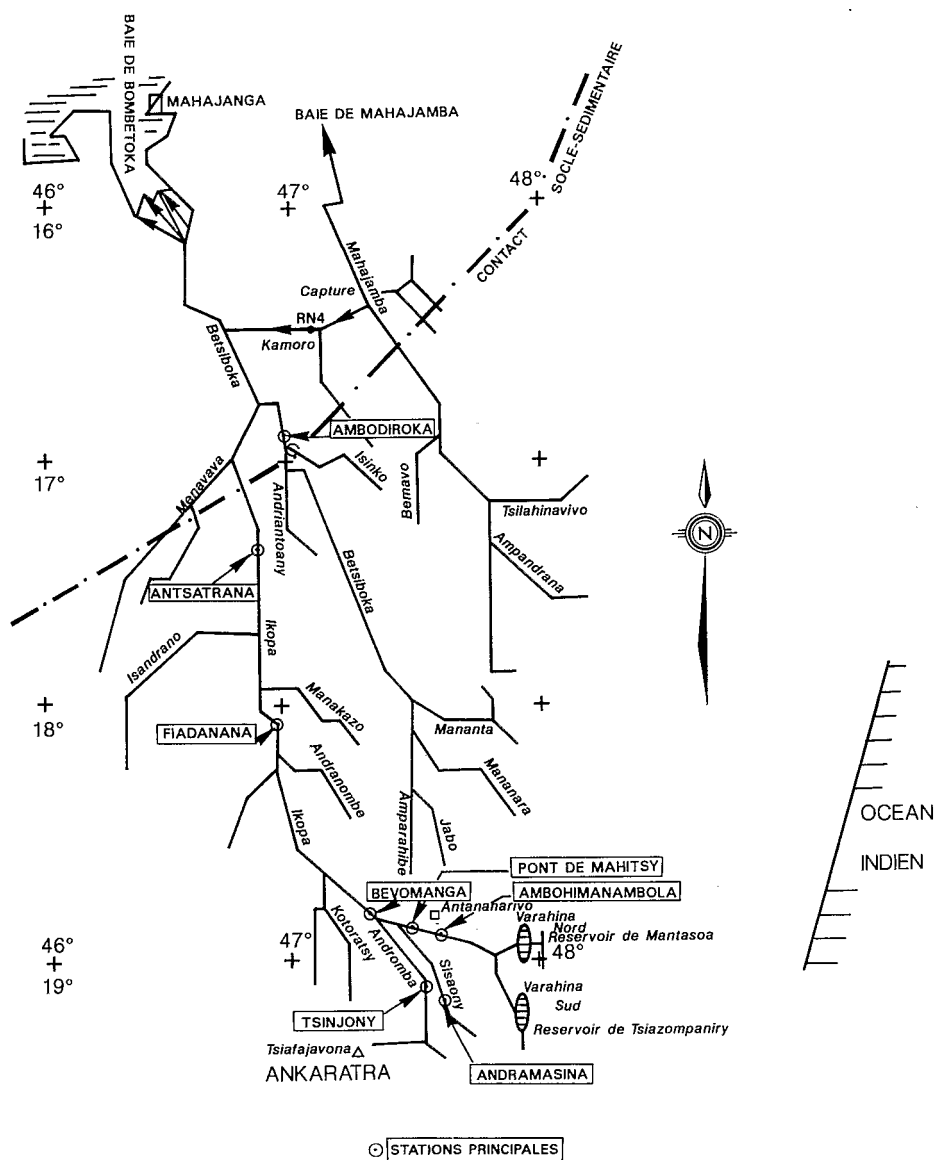 BAIE DE BOMBETOKA
MAHAJANGA
BAIE DE MAHAJAMBA
CONTACT SOCLE-SEDIMENTAIRE
46°
16°
47°
48°
Mahajamba
Capture
RN4
Kamoro
Betsiboka
AMBODIROKA
Isinko
Bemavo
17°
Menavava
Andriantoany
Tsilahinavivo
Ampandrana
N
Betsiboka
ANTSATRANA
Ikopa
Isandrano
18°
Manakazo
FIADANANA
Mananta
Andranombe
Mananara
Ikopa
Amparahibe
Jabo
OCEAN
INDIEN
PONT DE MAHITSY
BEVOMANGA
AMBOHIMANAMBOLA
Antanaharivo
Varahina
Nord
Reservoir de Mantasoa
Kotoratsy
Andromba
Sisaony
46°
19°
47°
48°
Varahina
Sud
TSINJONY
Reservoir de Tsiazompaniry
Tsiafajavona
ANKARATRA
ANDRAMASINA
STATIONS PRINCIPALES